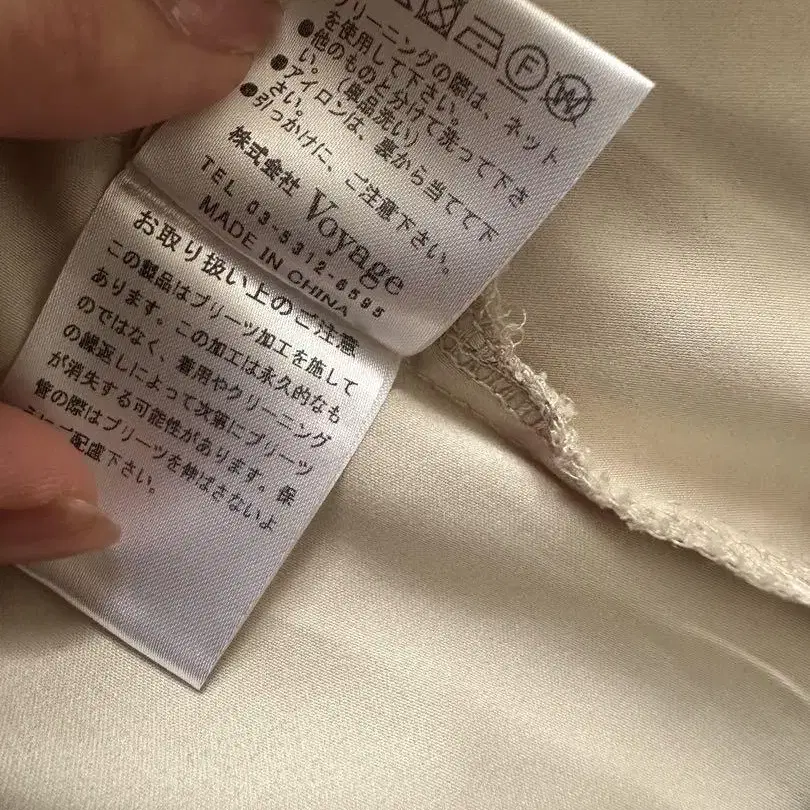 クリーニングの際は、ネット
を使用して下さい。
●他のものと分けて洗って下さ
い。(単品洗い)
●アイロンは、裏から当てて下
さい。
●引っかけに、ご注意下さい。
株式会社 Voyage
TEL 03-5312-6595
MADE IN CHINA
お取り扱い上のご注意
この製品はプリーツ加工を施して
あります。この加工は永久的なも
のではなく、着用やクリーニング
の繰返しによって次第にプリーツ
が消失する可能性があります。保
管の際はプリーツを伸ばさないよ
うにご配慮下さい。